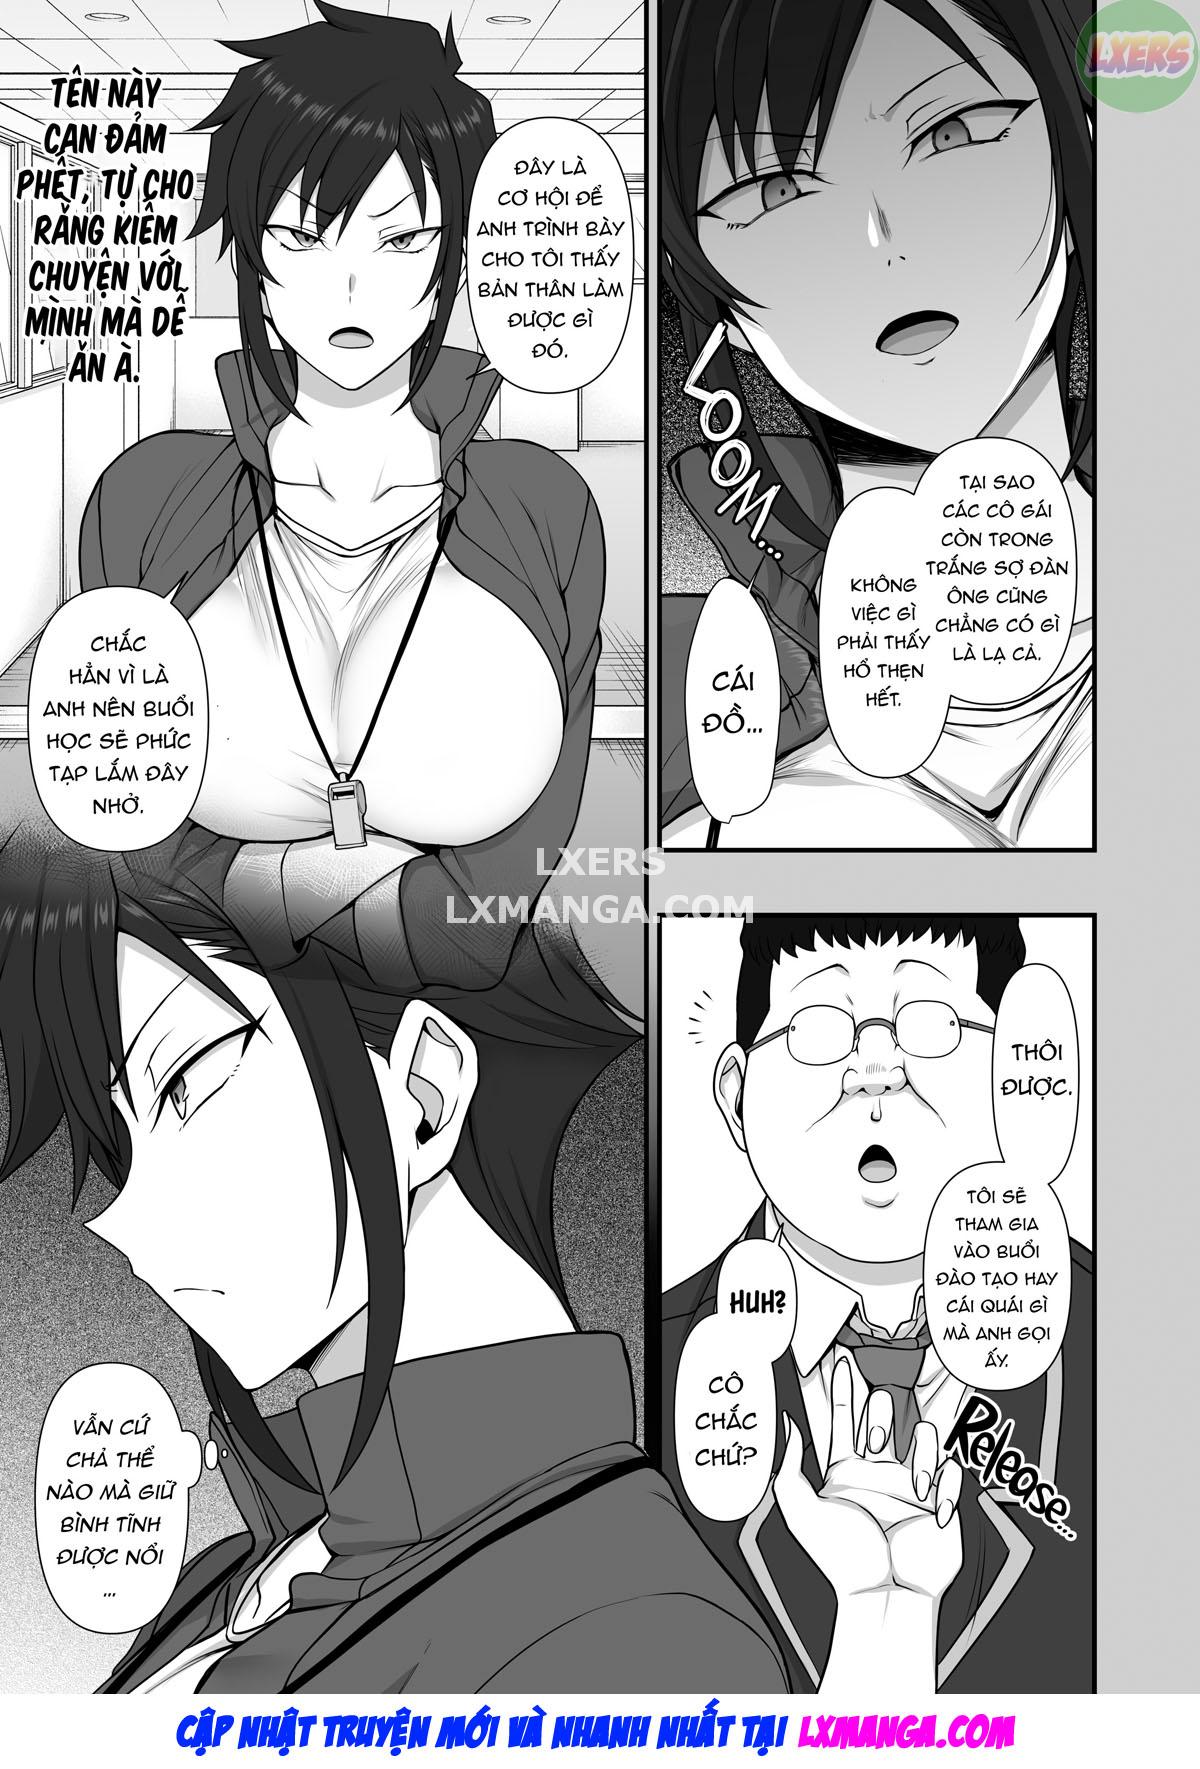 LXERS
LOOM...
TẠI SAO
CÁC CÔ GÁI
CÒN TRONG
TRẮNG SỢ ĐÀN
ÔNG CŨNG
CHẲNG CÓ GÌ
LÀ LẠ CẢ.
KHÔNG
VIỆC GÌ
PHẢI THẤY
HỔ THẸN
HẾT.
CÁI
ĐỒ...
THÔI
ĐƯỢC.
TÔI SẼ
THAM GIA
VÀO BUỔI
ĐÀO TẠO HAY
CÁI QUÁI GÌ
MÀ ANH GỌI
ẤY.
HUH?
CÔ
CHẮC
CHỨ?
Release...
ĐÂY LÀ
CƠ HỘI ĐỂ
ANH TRÌNH BÀY
CHO TÔI THẤY
BẢN THÂN LÀM
ĐƯỢC GÌ
ĐÓ.
TÊN NÀY
CAN ĐẢM
PHẾT, TỰ CHO
RẰNG KIẾM
CHUYỆN VỚI
MÌNH MÀ DỄ
ĂN À.
CHẮC
HẲN VÌ LÀ
ANH NÊN BUỔI
HỌC SẼ PHỨC
TẠP LẮM ĐÂY
NHỞ.
VẪN CỨ
CHẢ THỂ
NÀO MÀ GIỮ
BÌNH TĨNH
ĐƯỢC NỔI
...
LXERS
LXMANGA.COM
CẬP NHẬT TRUYỆN MỚI VÀ NHANH NHẤT TẠI LXMANGA.COM